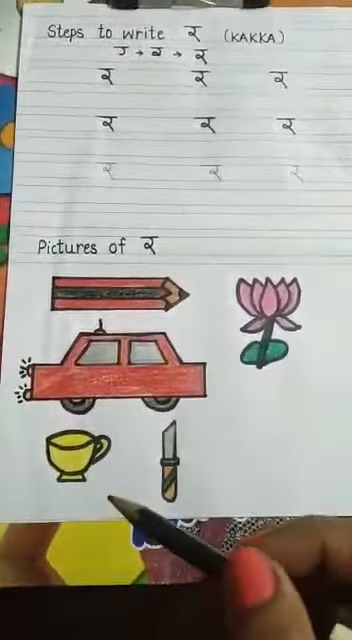 Steps to write ਕ (KAKKA)
→ → ਕ
ਕ ਕ ਕ
ਕ ਕ ਕ
ਕ ਕ ਕ
Pictures of ਕ